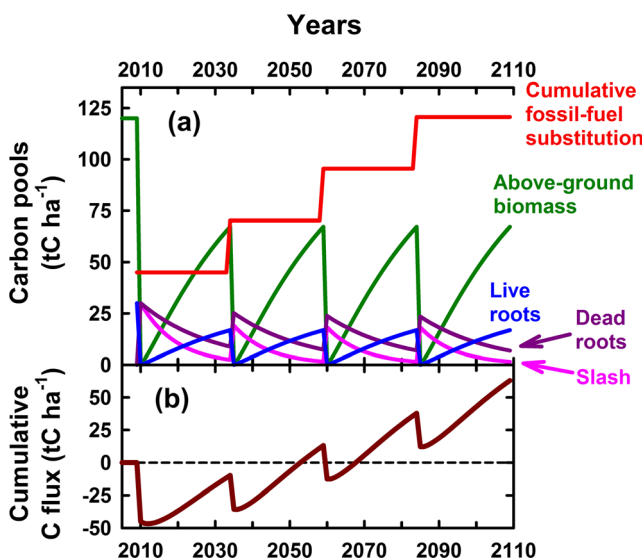 Years
2010 2030 2050 2070 2090 2110
Carbon pools
(tC ha-1)
125
100
75
50
25
0
(a)
Cumulative
fossil-fuel
substitution
Above-ground
biomass
Live
roots
Dead
roots
Slash
Cumulative
C flux (tC ha-1)
50
25
0
-25
-50
(b)
2010 2030 2050 2070 2090 2110